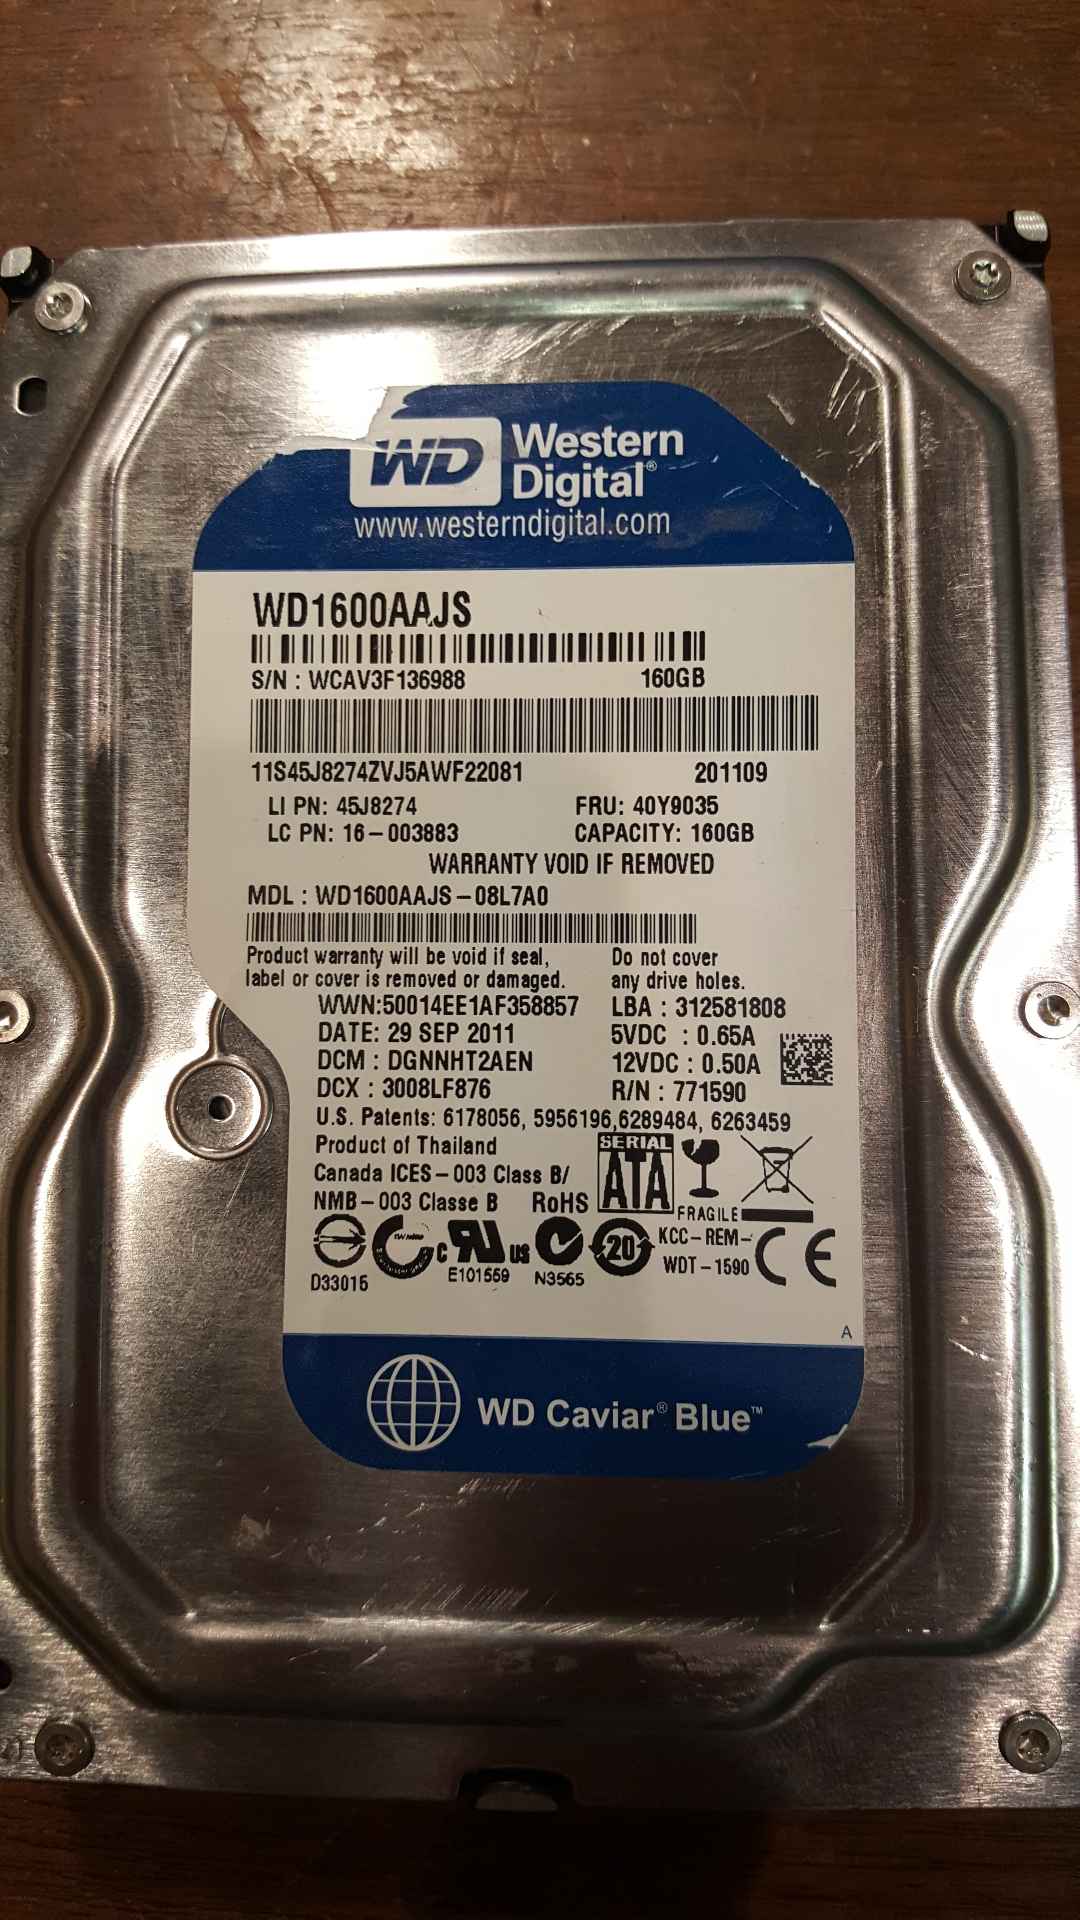 WD Western Digital®
www.westerndigital.com
WD1600AAJS
S/N : WCAV3F136988 160GB
11S45J8274ZVJ5AWF22081 201109
LI PN: 45J8274 FRU: 40Y9035
LC PN: 16-003883 CAPACITY: 160GB
WARRANTY VOID IF REMOVED
MDL : WD1600AAJS-08L7A0
Product warranty will be void if seal,
label or cover is removed or damaged.
Do not cover
any drive holes.
WWN:50014EE1AF358857 LBA : 312581808
DATE: 29 SEP 2011 5VDC : 0.65A
DCM : DGNNHT2AEN 12VDC : 0.50A
DCX : 3008LF876 R/N : 771590
U.S. Patents: 6178056, 5956196,6289484, 6263459
Product of Thailand
Canada ICES-003 Class B/
NMB-003 Classe B RoHS
SERIAL
ATA
FRAGILE
D33015
c RU us
E101559
N3565
20
KCC-REM-
WDT-1590
CE
A
WD Caviar® Blue™